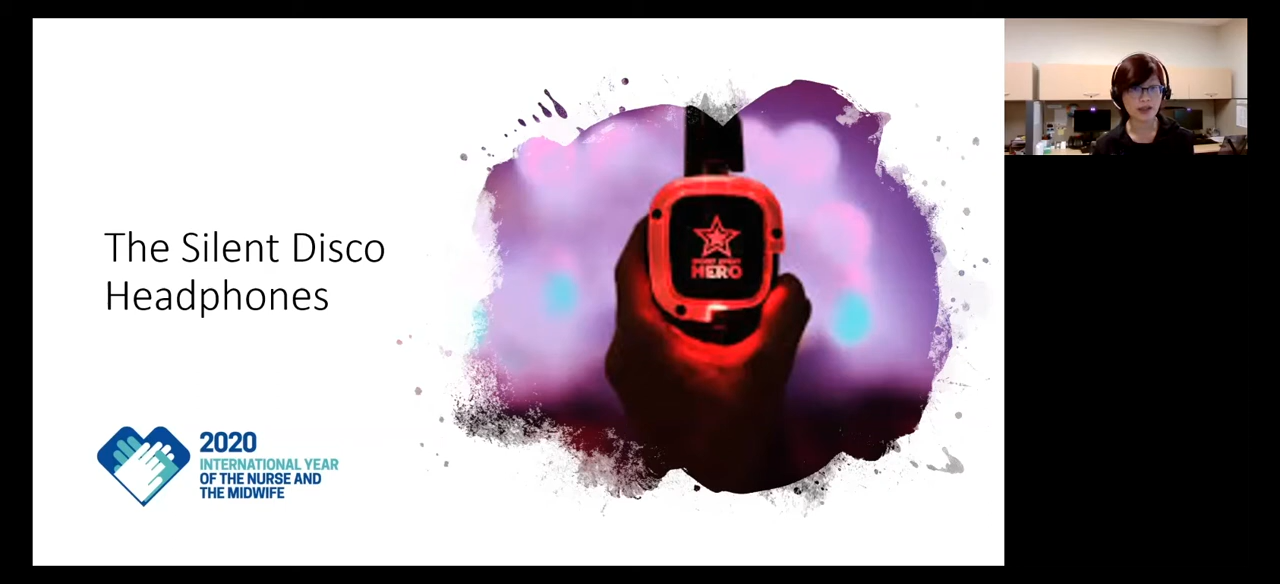 The Silent Disco
Headphones
HERO
2020
INTERNATIONAL YEAR
OF THE NURSE AND
THE MIDWIFE